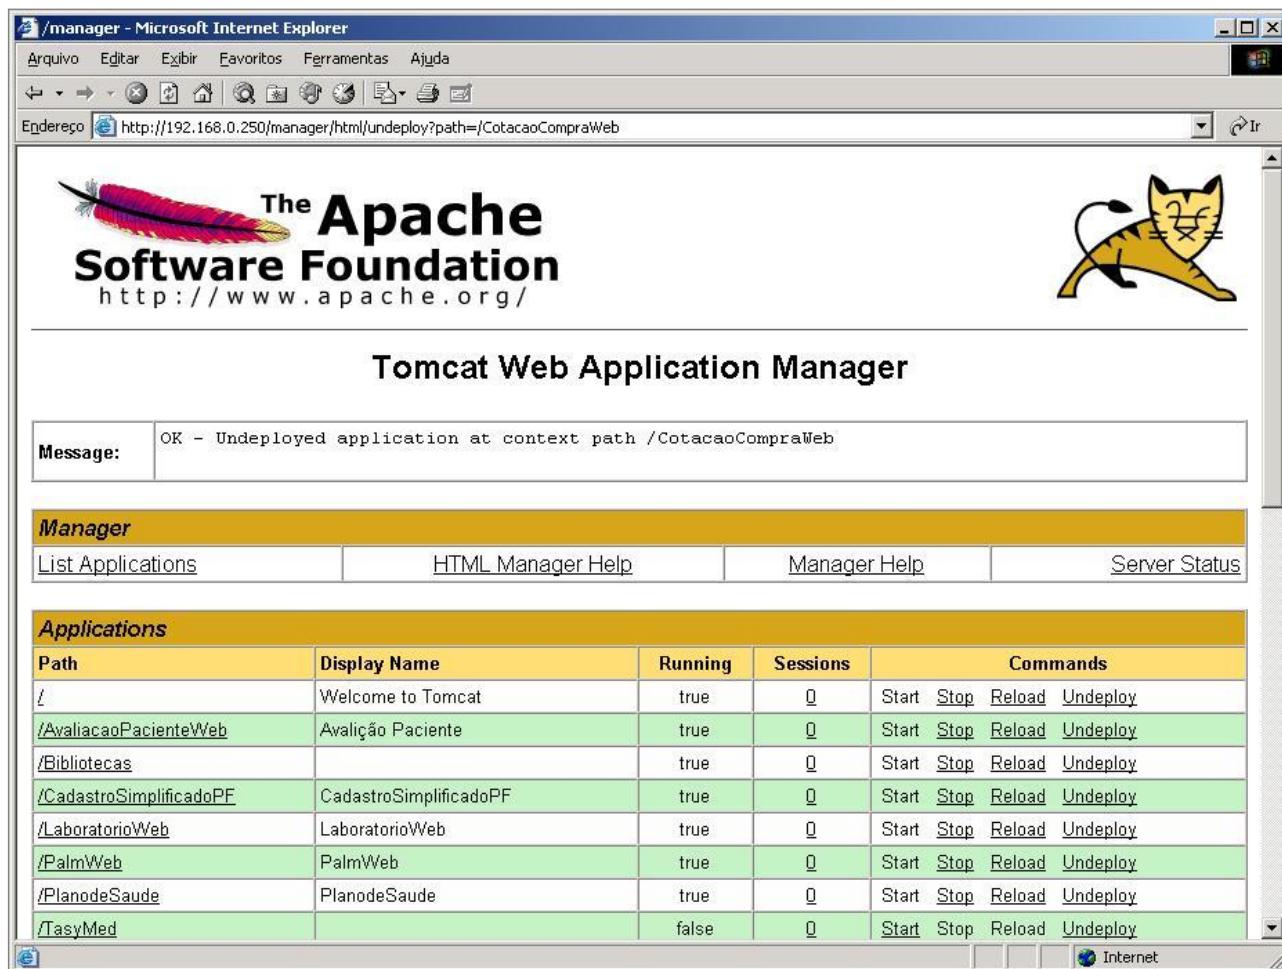 /manager - Microsoft Internet Explorer
Arquivo Editar Exibir Favoritos Ferramentas Ajuda
Endereço http://192.168.0.250/manager/html/undeploy?path=/CotacaoCompraWeb Ir
The Apache
Software Foundation
http://www.apache.org/
Tomcat Web Application Manager
Message: OK - Undeployed application at context path /CotacaoCompraWeb
Manager
List Applications HTML Manager Help Manager Help Server Status
Applications
Path Display Name Running Sessions Commands
/ Welcome to Tomcat true 0 Start Stop Reload Undeploy
/AvaliacaoPacienteWeb Avalição Paciente true 0 Start Stop Reload Undeploy
/Bibliotecas true 0 Start Stop Reload Undeploy
/CadastroSimplificadoPF CadastroSimplificadoPF true 0 Start Stop Reload Undeploy
/LaboratorioWeb LaboratorioWeb true 0 Start Stop Reload Undeploy
/PalmWeb PalmWeb true 0 Start Stop Reload Undeploy
/PlanodeSaude PlanodeSaude true 0 Start Stop Reload Undeploy
/TasyMed false 0 Start Stop Reload Undeploy
Internet